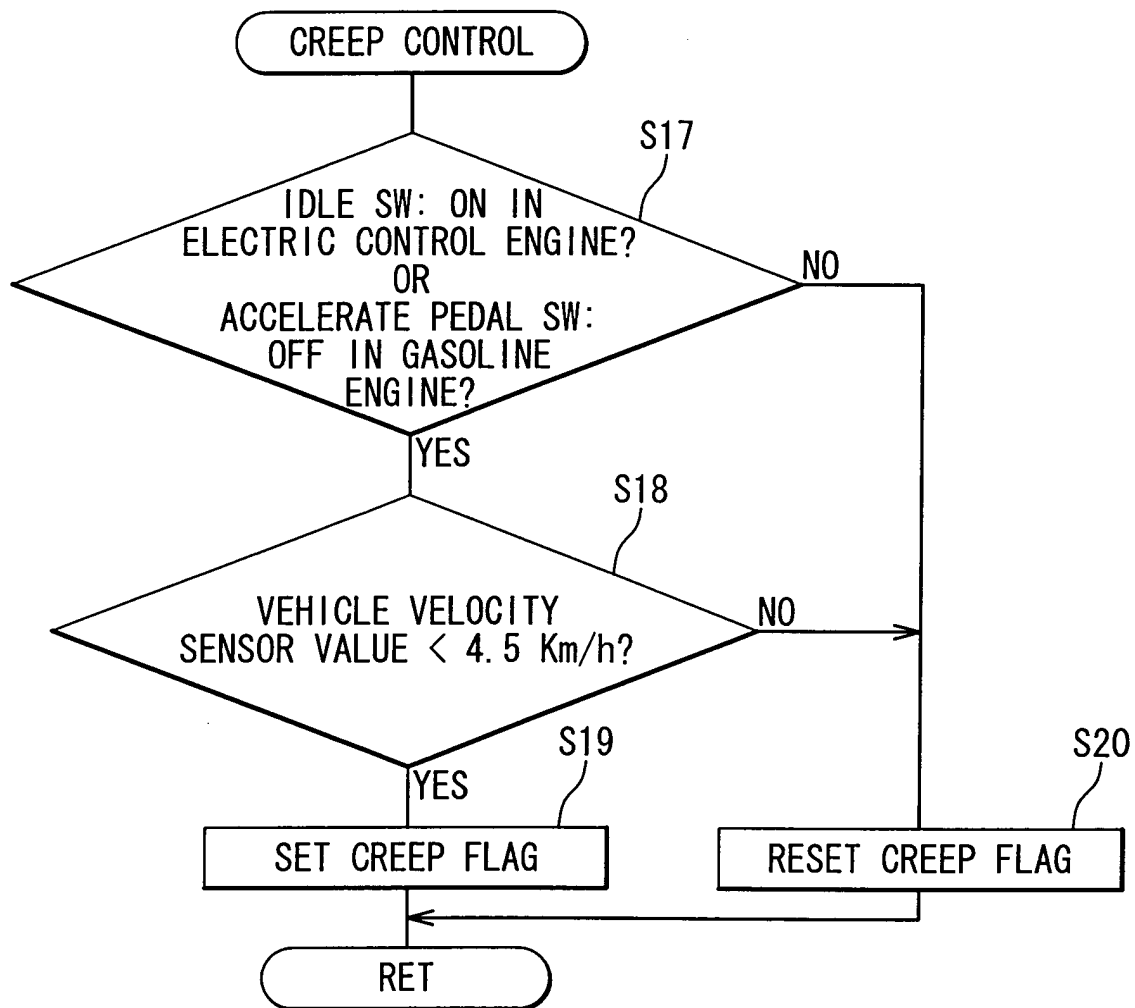 CREEP CONTROL
S17
IDLE SW: ON IN
ELECTRIC CONTROL ENGINE?
OR
ACCELERATE PEDAL SW:
OFF IN GASOLINE
ENGINE?
NO
YES
S18
VEHICLE VELOCITY
SENSOR VALUE < 4.5 Km/h?
NO
YES
S19
SET CREEP FLAG
S20
RESET CREEP FLAG
RET